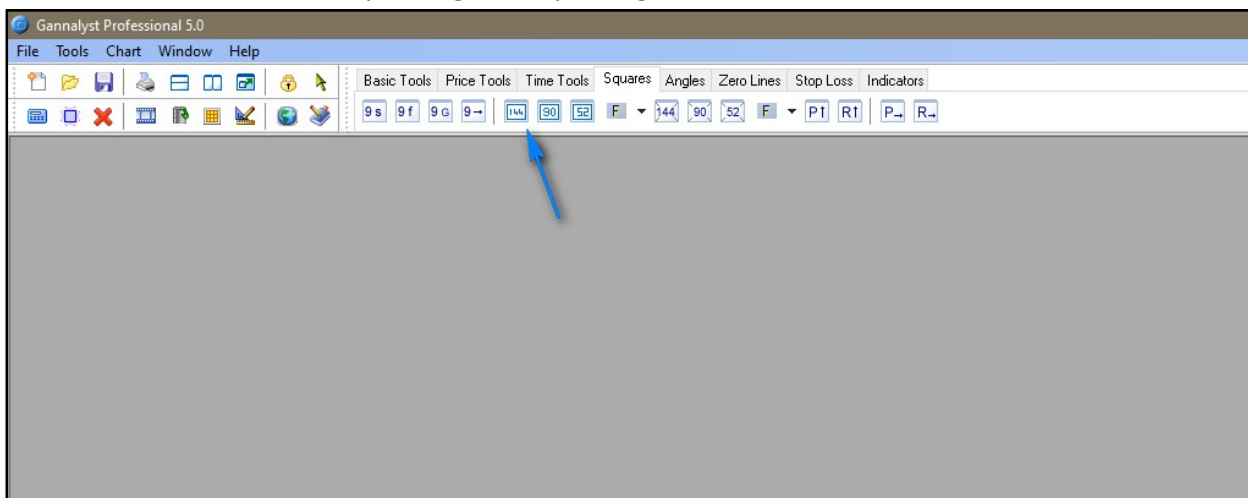 Gannalyst Professional 5.0
File Tools Chart Window Help
Basic Tools Price Tools Time Tools Squares Angles Zero Lines Stop Loss Indicators
9s 9f 9G 9→ 144 90 52 F 144 90 52 F P↑ R↑ P→ R→